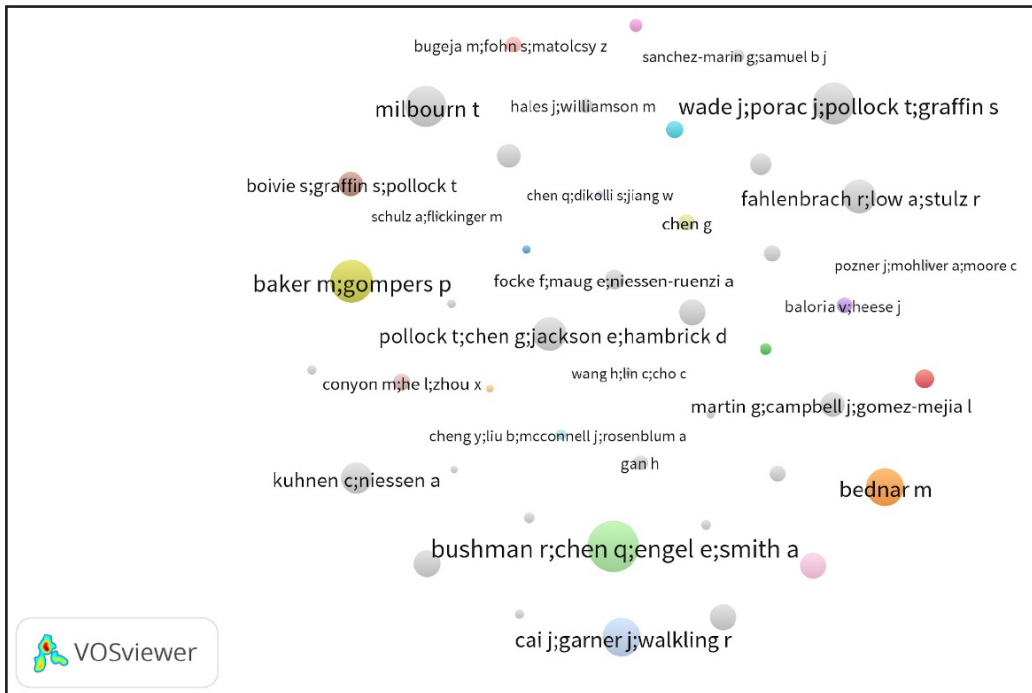 bugeja m;fohn s;matolcsy z
sanchez-marin g;samuel b j
milbourn t
hales j;williamson m
wade j;porac j;pollock t;graffin s
boivie s;graffin s;pollock t
chen q;dikolli s;jiang w
fahlenbrach r;low a;stulz r
schulz a;flickinger m
chen g
pozner j;mohliver a;moore c
baker m;gompers p
focke f;maug e;niessen-ruenzi a
baloria v;heese j
pollock t;chen g;jackson e;hambrick d
wang h;lin c;cho c
conyon m;he l;zhou x
martin g;campbell j;gomez-mejia l
cheng y;liu b;mcconnell j;rosenblum a
gan h
kuhnen c;niessen a
bednar m
bushman r;chen q;engel e;smith a
cai j;garner j;walkling r
VOSviewer